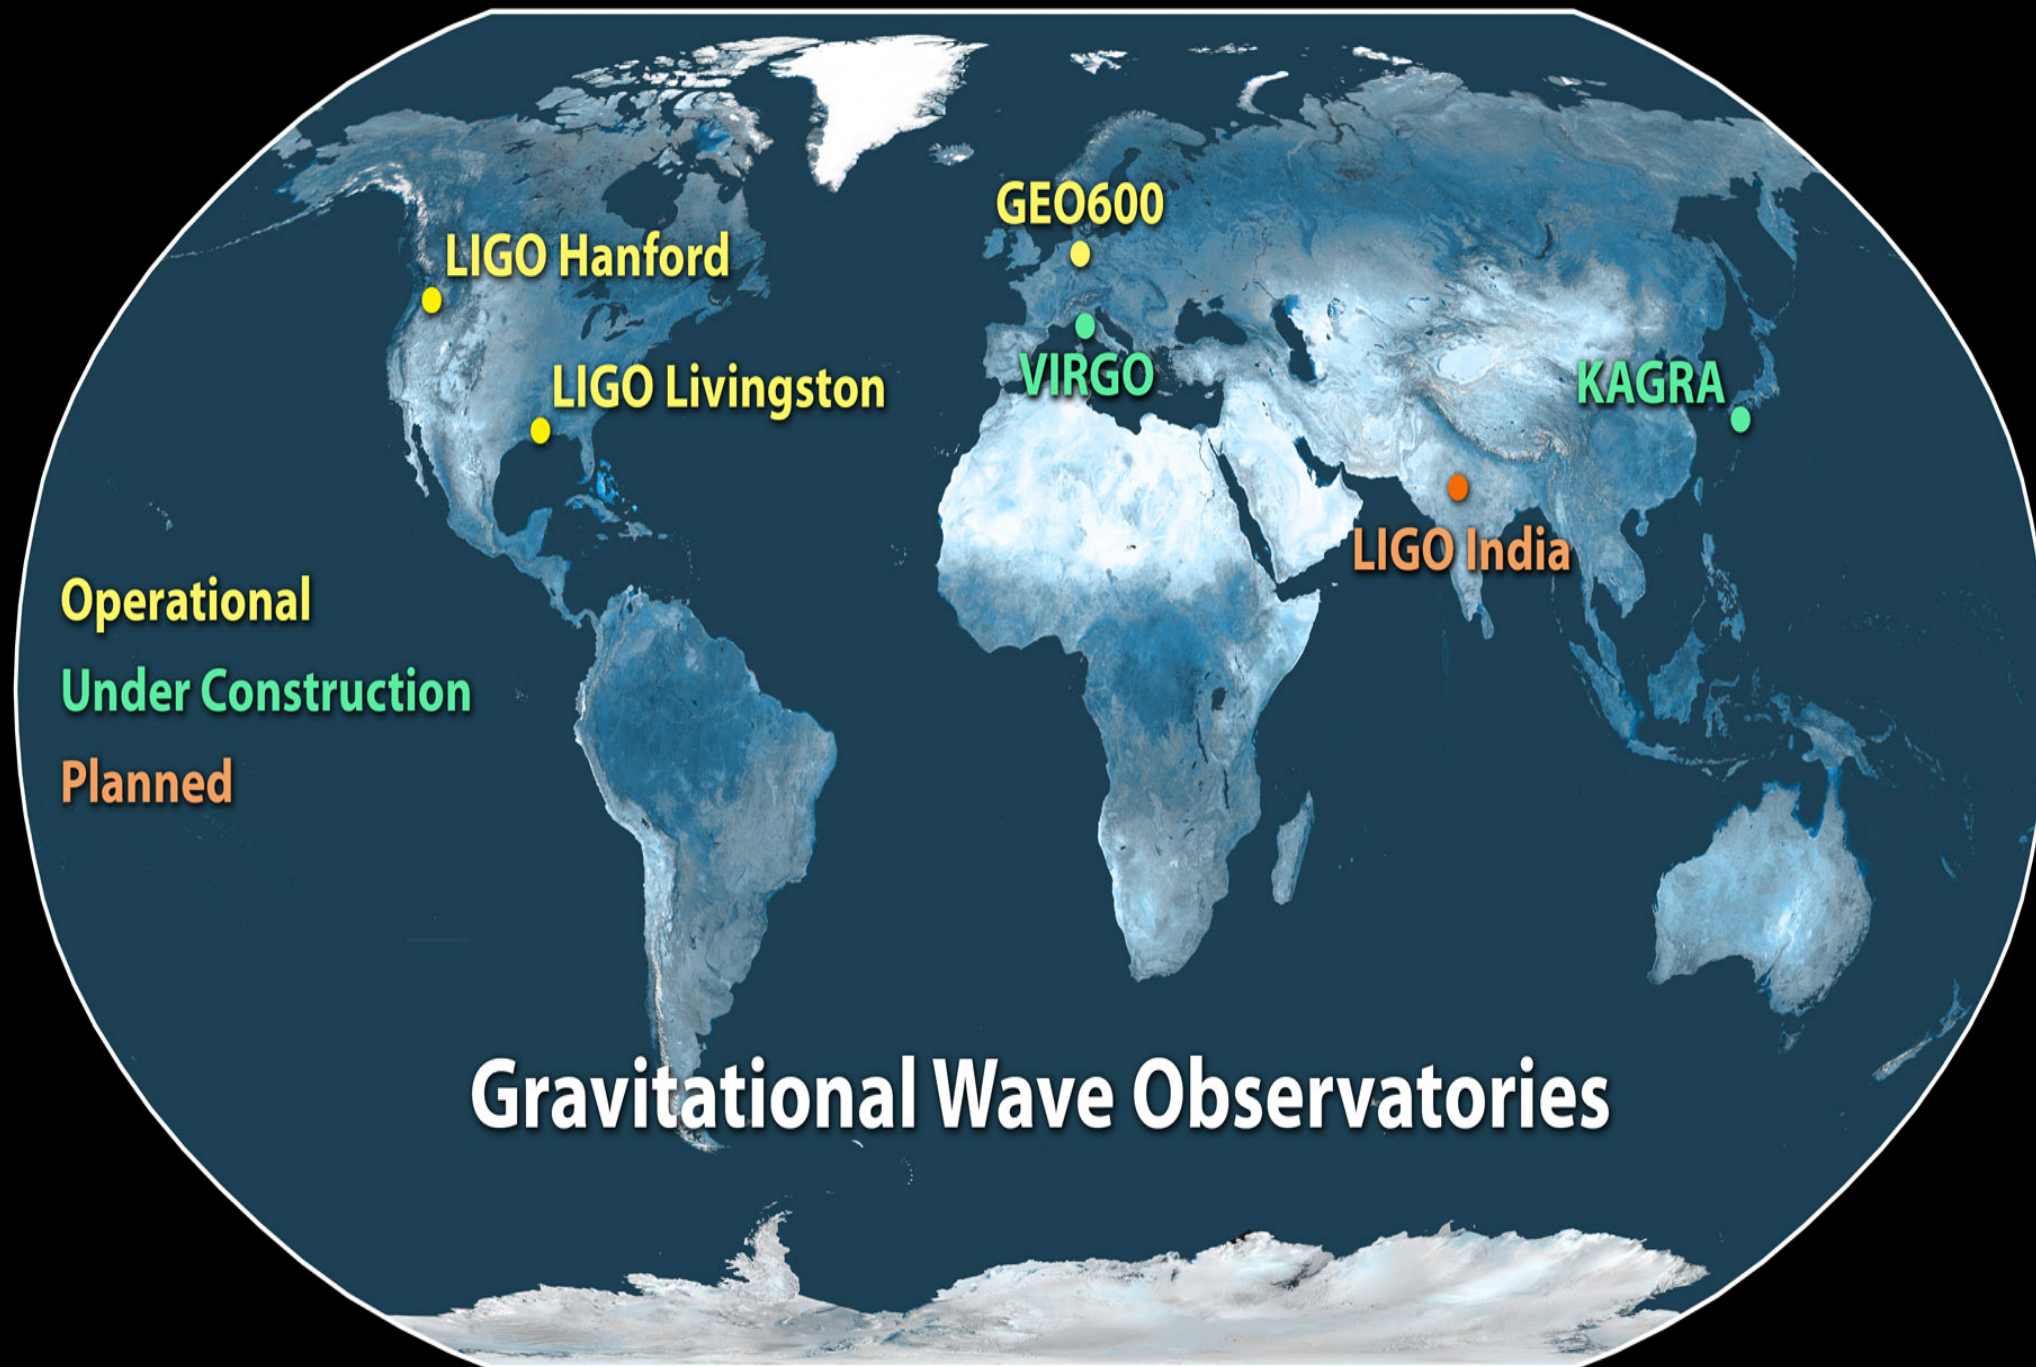 GEO600
LIGO Hanford
LIGO Livingston
VIRGO
KAGRA
LIGO India
Operational
Under Construction
Planned
Gravitational Wave Observatories